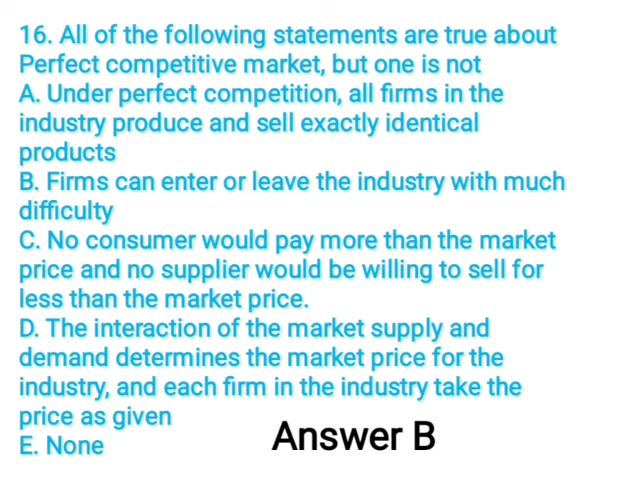 16. All of the following statements are true about
Perfect competitive market, but one is not
A. Under perfect competition, all firms in the
industry produce and sell exactly identical
products
B. Firms can enter or leave the industry with much
difficulty
C. No consumer would pay more than the market
price and no supplier would be willing to sell for
less than the market price.
D. The interaction of the market supply and
demand determines the market price for the
industry, and each firm in the industry take the
price as given
E. None
Answer B